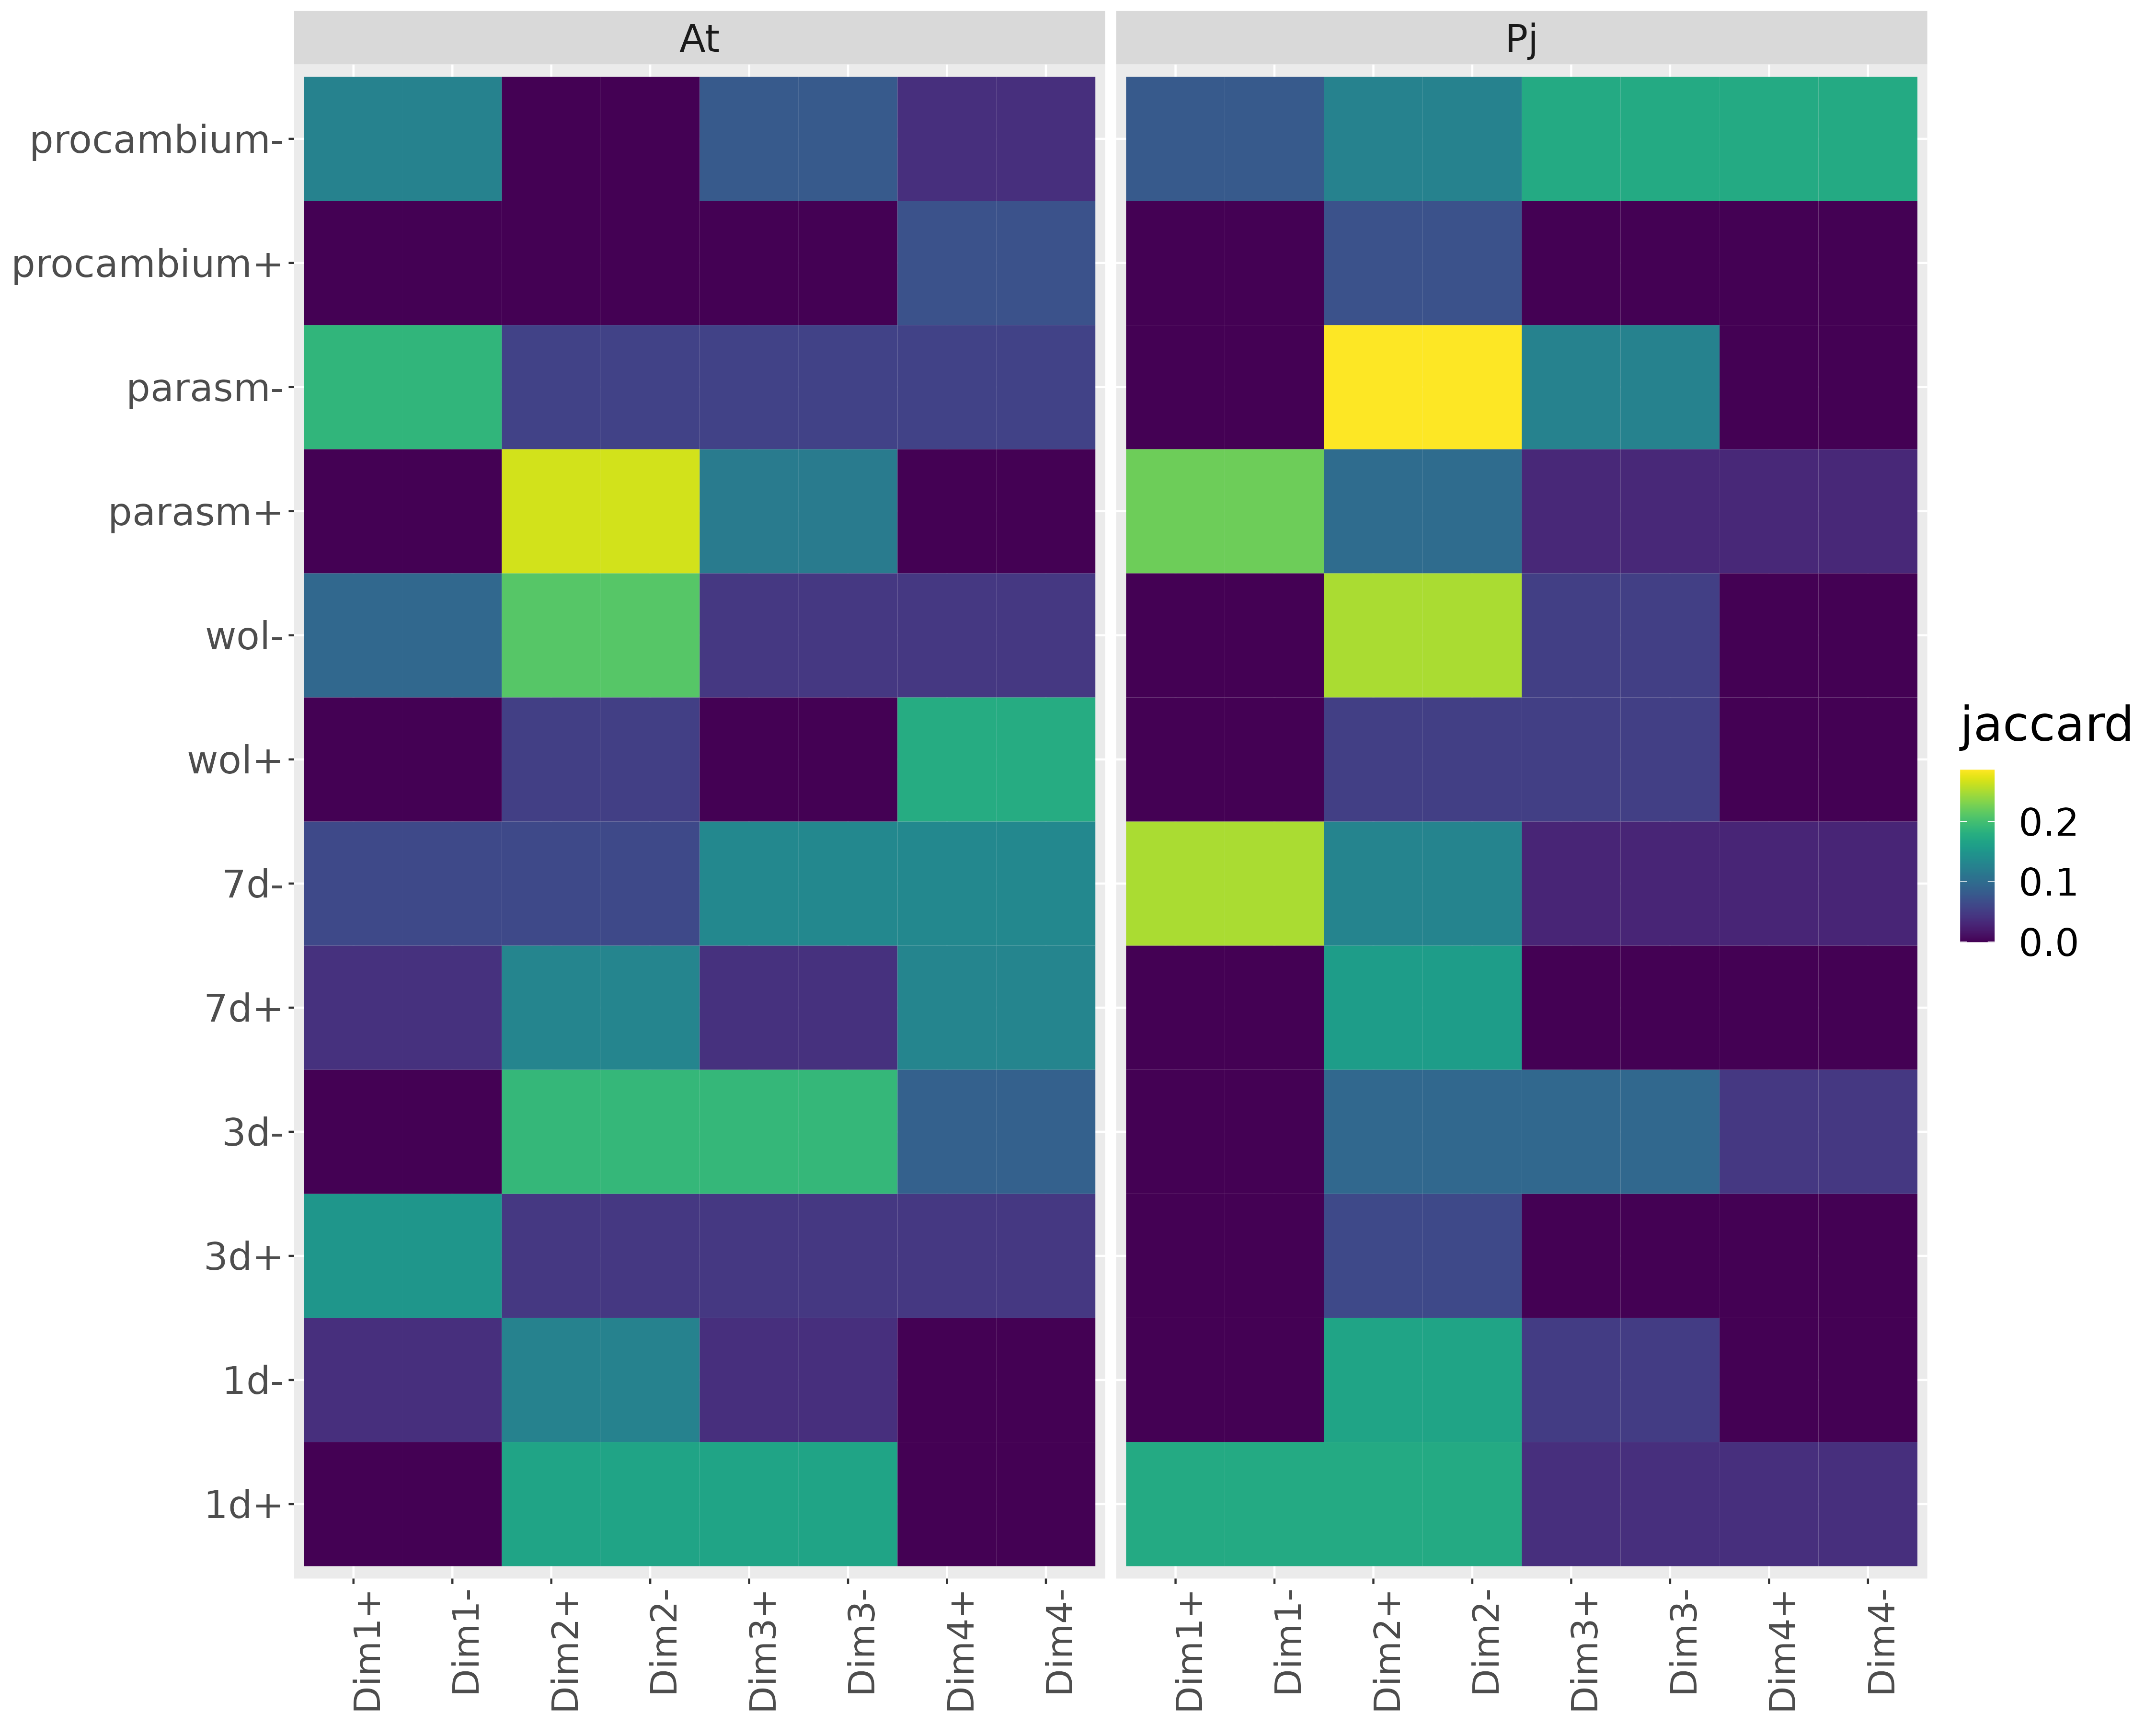 At
Pj
procambium-
procambium+
parasm-
parasm+
wol-
wol+
7d-
7d+
3d-
3d+
1d-
1d+
jaccard
0.2
0.1
0.0
Dim1+
Dim1-
Dim2+
Dim2-
Dim3+
Dim3-
Dim4+
Dim4-
Dim1+
Dim1-
Dim2+
Dim2-
Dim3+
Dim3-
Dim4+
Dim4-